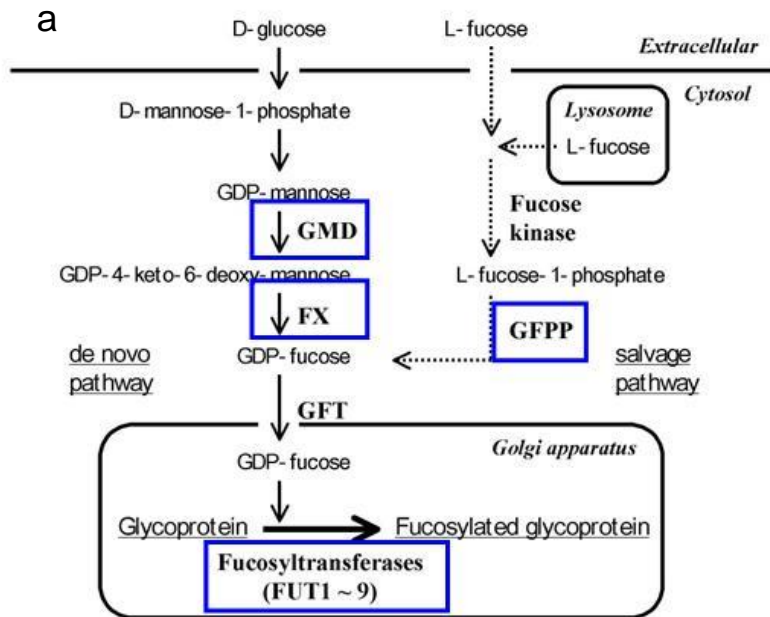 a
D-glucose
L-fucose
Extracellular
Cytosol
D-mannose-1-phosphate
Lysosome
L-fucose
GDP-mannose
Fucose
kinase
GMD
GDP-4-keto-6-deoxy-mannose
L-fucose-1-phosphate
FX
GFPP
GDP-fucose
de novo
pathway
salvage
pathway
GFT
Golgi apparatus
GDP-fucose
Glycoprotein
Fucosylated glycoprotein
Fucosyltransferases
(FUT1 ~ 9)